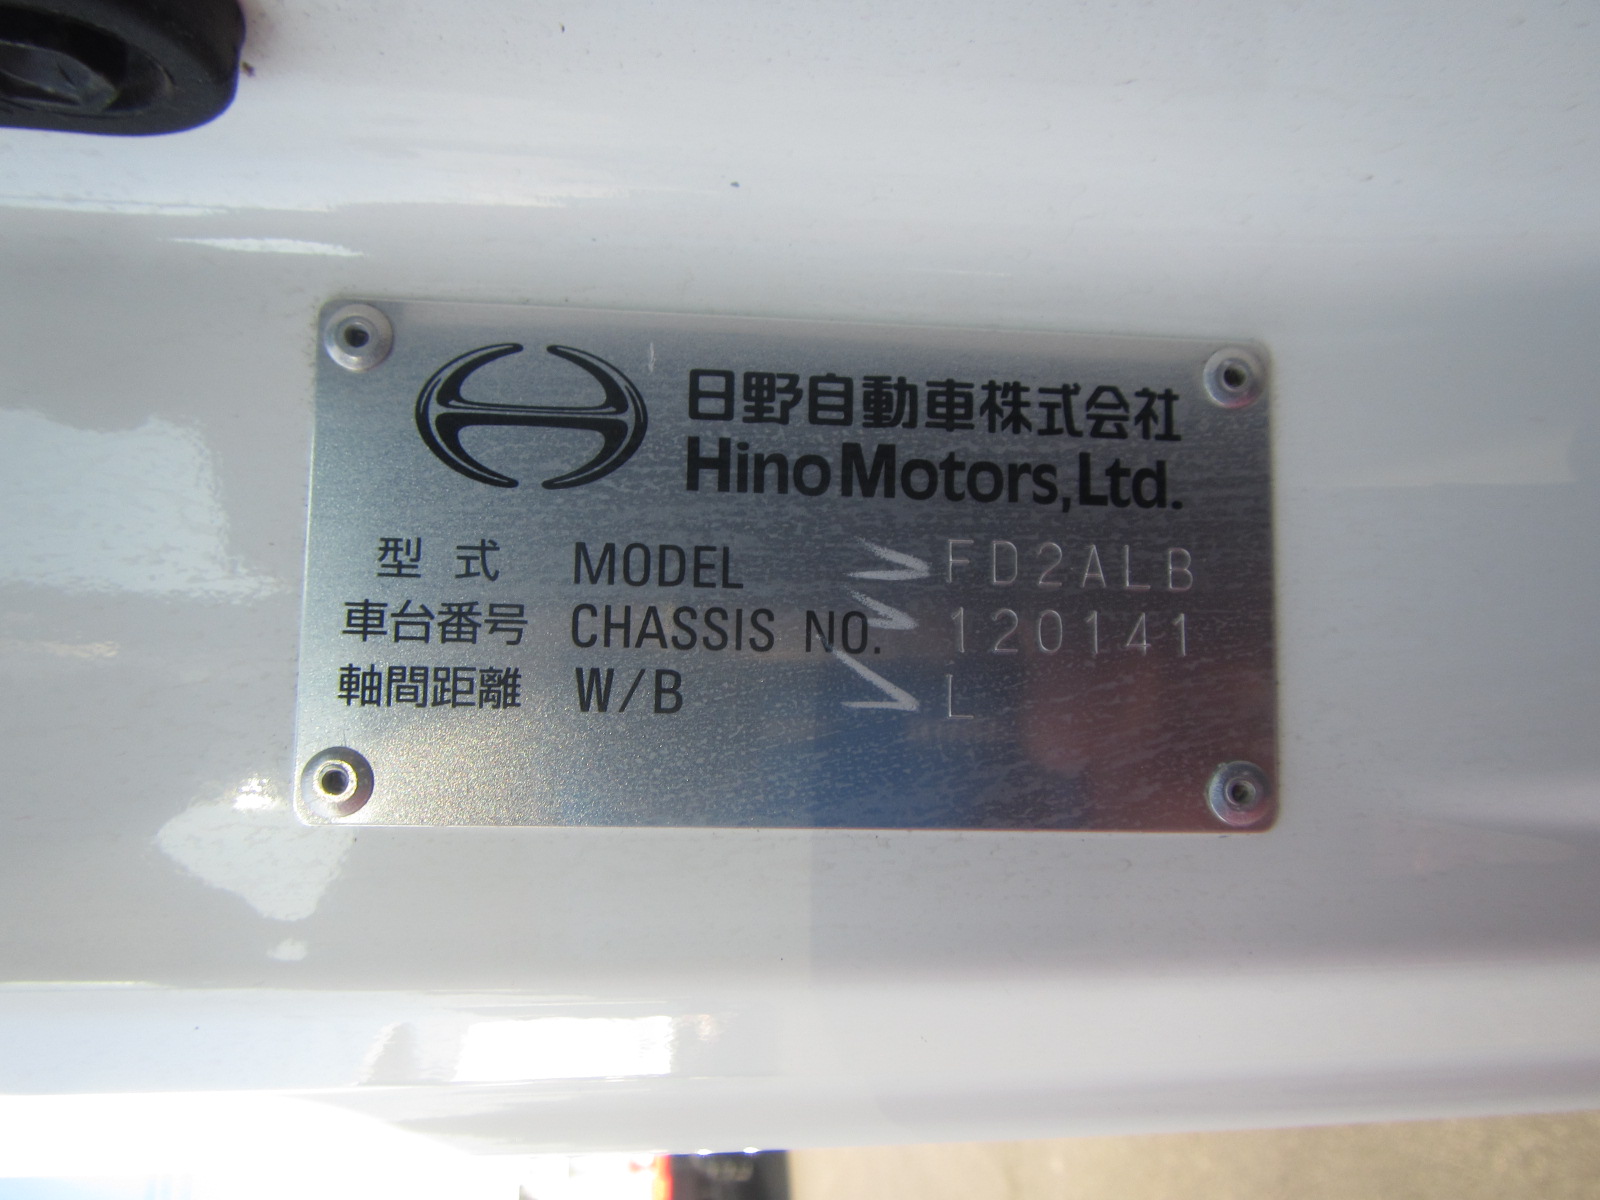 日野自動車株式会社
Hino Motors, Ltd.
型式 MODEL FD2ALB
車台番号 CHASSIS NO. 120141
軸間距離 W/B L